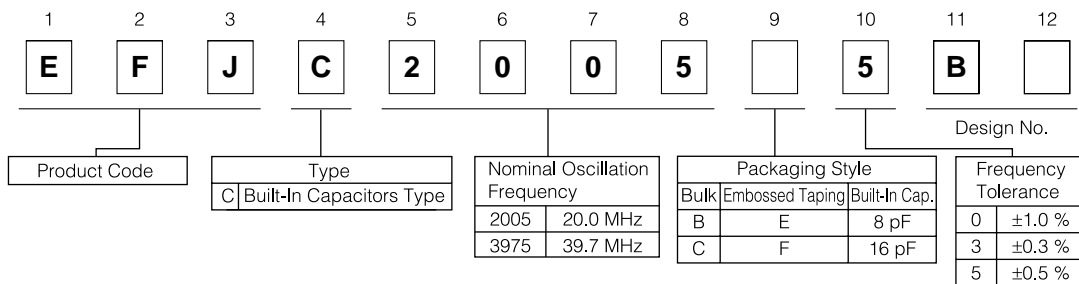 1 2 3 4 5 6 7 8 9 10 11 12
E F J C 2 0 0 5 5 B
Design No.
Product Code
Type
C Built-In Capacitors Type
Nominal Oscillation
Frequency
2005 20.0 MHz
3975 39.7 MHz
Packaging Style
Bulk Embossed Taping Built-In Cap.
B E 8 pF
C F 16 pF
Frequency
Tolerance
0 ±1.0 %
3 ±0.3 %
5 ±0.5 %